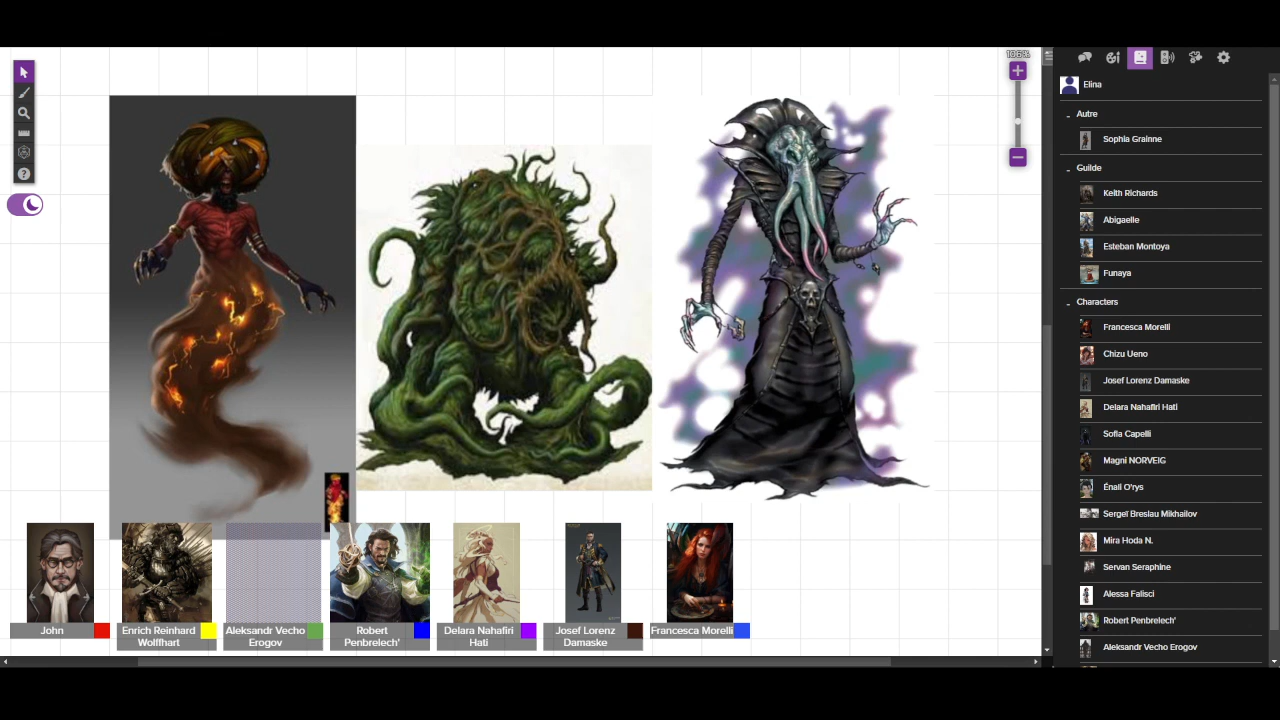 106%
Elina
Autre
Sophia Grainne
Guilde
Keith Richards
Abigaelle
Esteban Montoya
Funaya
Characters
Francesca Morelli
Chizu Ueno
Josef Lorenz Damaske
Delara Nahafiri Hati
Sofia Capelli
Magni NORVEIG
Énali O'rys
Sergeï Breslau Mikhailov
Mira Hoda N.
Servan Seraphine
Alessa Falisci
Robert Penbrelech'
Aleksandr Vecho Erogov
John
Enrich Reinhard
Wolffhart
Aleksandr Vecho
Erogov
Robert
Penbrelech'
Delara Nahafiri
Hati
Josef Lorenz
Damaske
Francesca Morelli